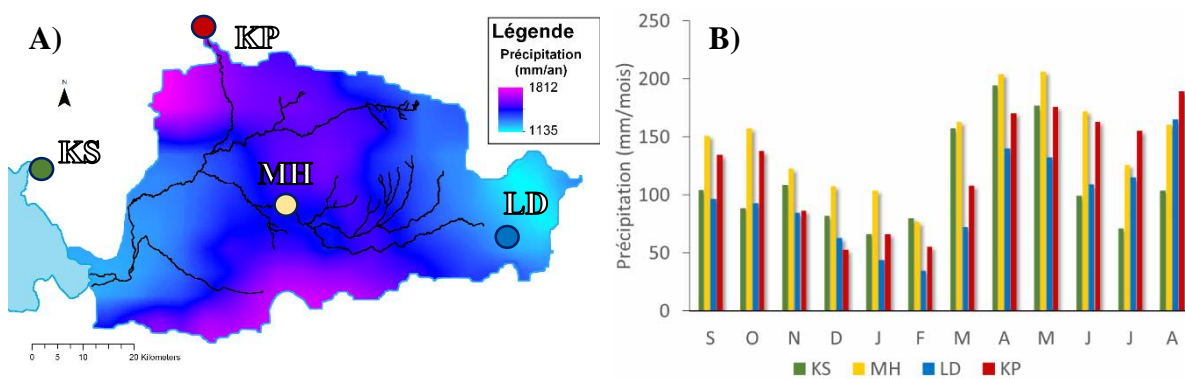 A)
KP
Légende
Précipitation
(mm/an)
1812
1135
N
KS
MH
LD
0 5 10 20 Kilometers
B)
Précipitation (mm/mois)
250
200
150
100
50
0
S O N D J F M A M J J A
KS MH LD KP